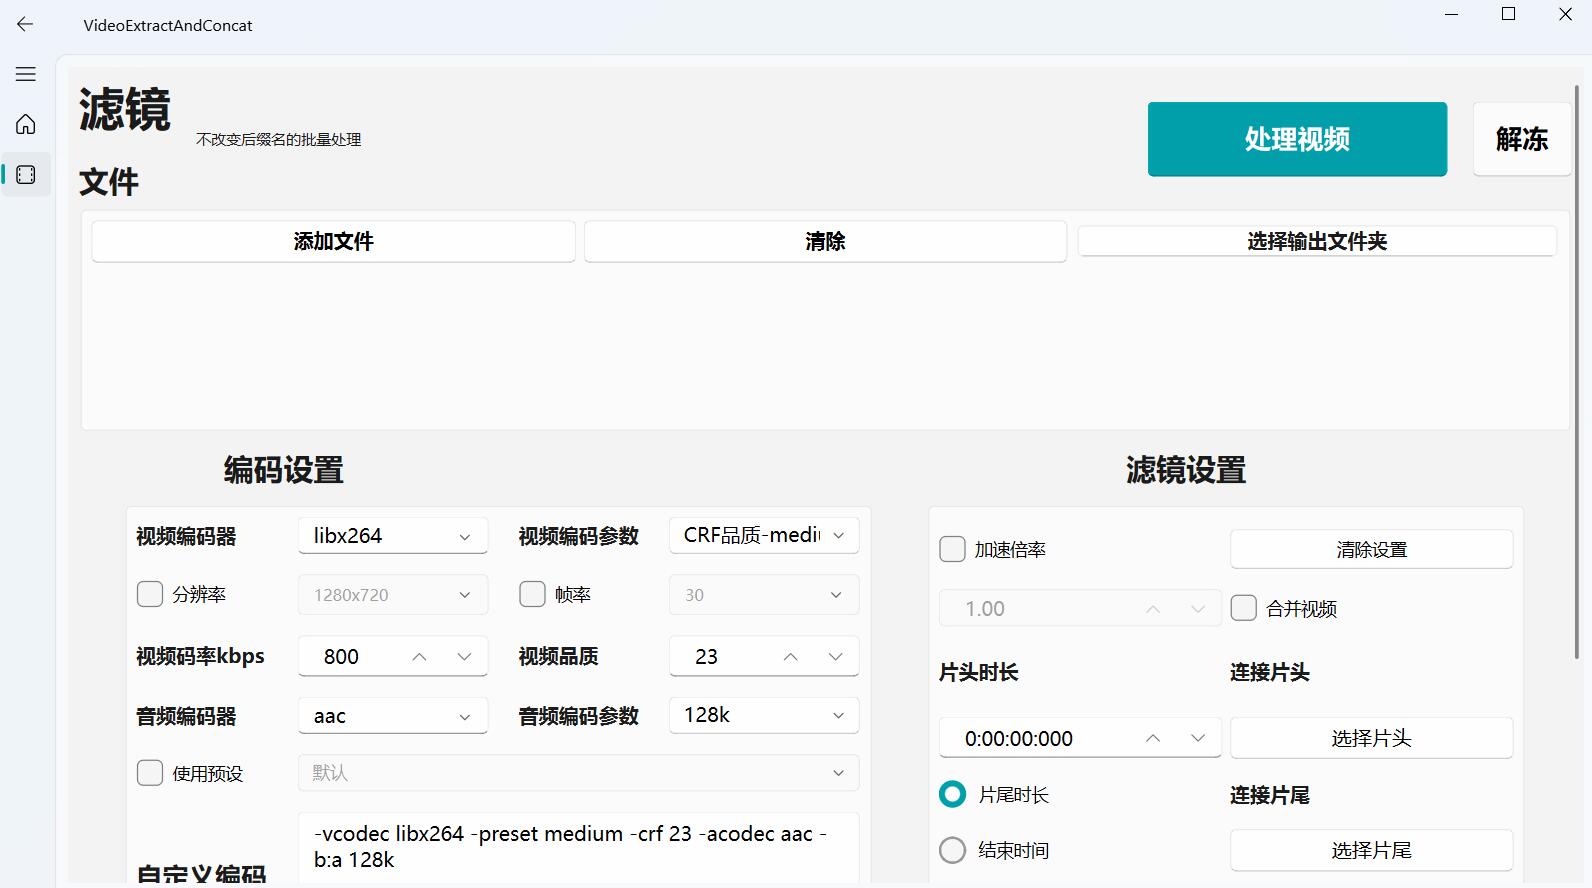 VideoExtractAndConcat
滤镜
不改变后缀名的批量处理
处理视频
解冻
文件
添加文件
清除
选择输出文件夹
编码设置
视频编码器
libx264
视频编码参数
CRF品质-medi
分辨率
1280x720
帧率
30
视频码率kbps
800
视频品质
23
音频编码器
aac
音频编码参数
128k
使用预设
默认
自定义编码
-vcodec libx264 -preset medium -crf 23 -acodec aac -
b:a 128k
滤镜设置
加速倍率
清除设置
1.00
合并视频
片头时长
连接片头
0:00:00:000
选择片头
片尾时长
连接片尾
结束时间
选择片尾